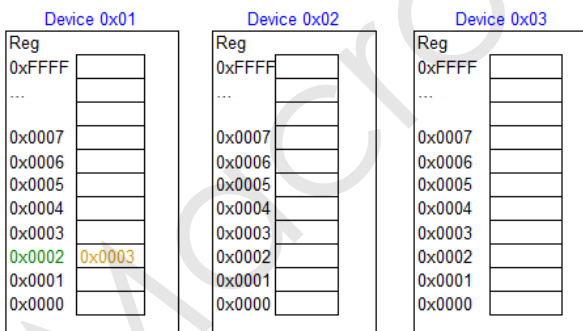 Device 0x01
Device 0x02
Device 0x03
Reg
Reg
Reg
0xFFFF
0xFFFF
0xFFFF
...
...
...
0x0007
0x0007
0x0007
0x0006
0x0006
0x0006
0x0005
0x0005
0x0005
0x0004
0x0004
0x0004
0x0003
0x0003
0x0003
0x0002 0x0003
0x0002
0x0002
0x0001
0x0001
0x0001
0x0000
0x0000
0x0000
Macro